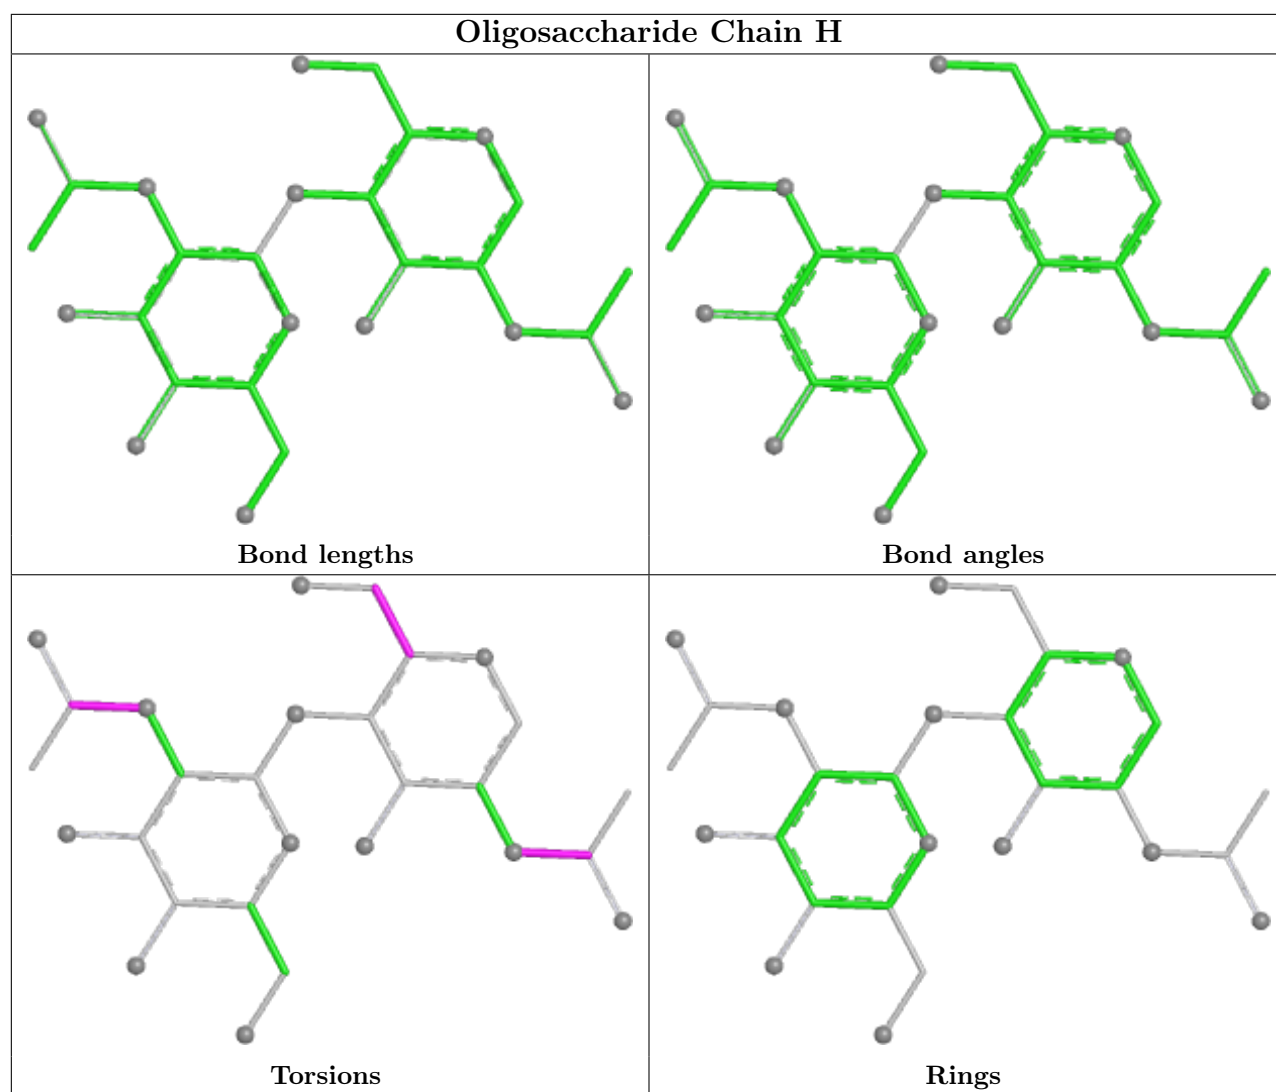 Oligosaccharide Chain H
Bond lengths
Bond angles
Torsions
Rings